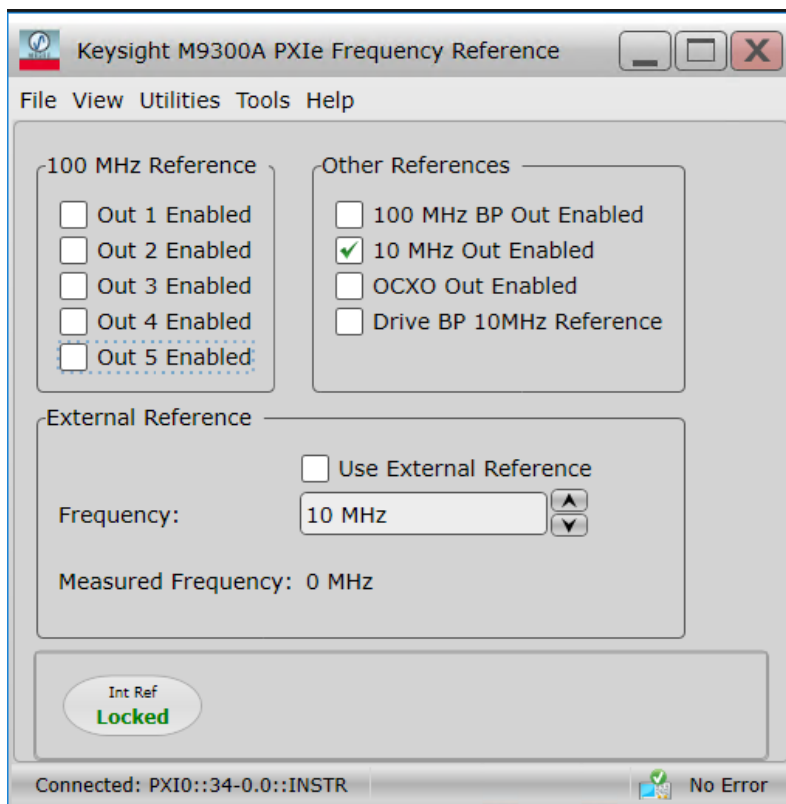 Keysight M9300A PXIe Frequency Reference
File View Utilities Tools Help
100 MHz Reference
Out 1 Enabled
Out 2 Enabled
Out 3 Enabled
Out 4 Enabled
Out 5 Enabled
Other References
100 MHz BP Out Enabled
10 MHz Out Enabled
OCXO Out Enabled
Drive BP 10MHz Reference
External Reference
Use External Reference
Frequency:
10 MHz
Measured Frequency: 0 MHz
Int Ref
Locked
Connected: PXI0::34-0.0::INSTR
No Error